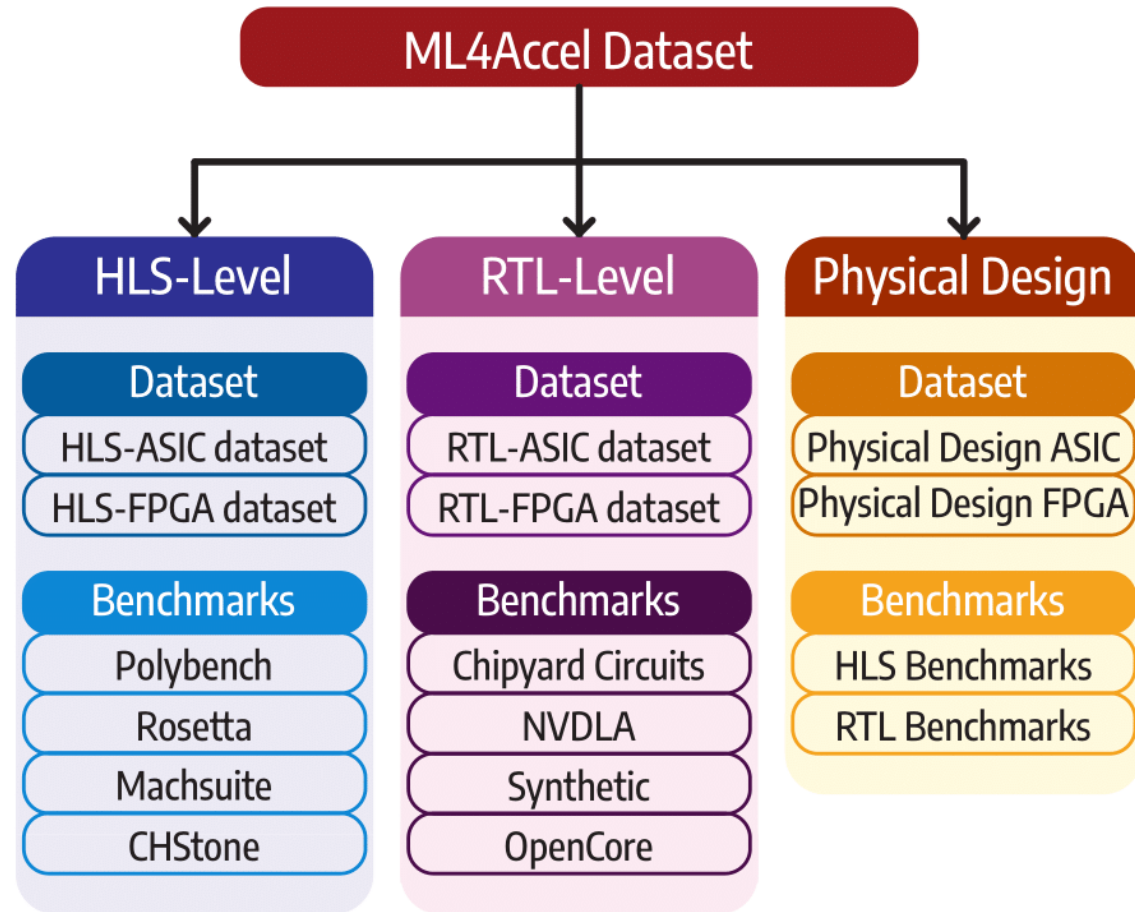 ML4Accel Dataset
HLS-Level
Dataset
HLS-ASIC dataset
HLS-FPGA dataset
Benchmarks
Polybench
Rosetta
Machsuite
CHStone
RTL-Level
Dataset
RTL-ASIC dataset
RTL-FPGA dataset
Benchmarks
Chipyard Circuits
NVDLA
Synthetic
OpenCore
Physical Design
Dataset
Physical Design ASIC
Physical Design FPGA
Benchmarks
HLS Benchmarks
RTL Benchmarks